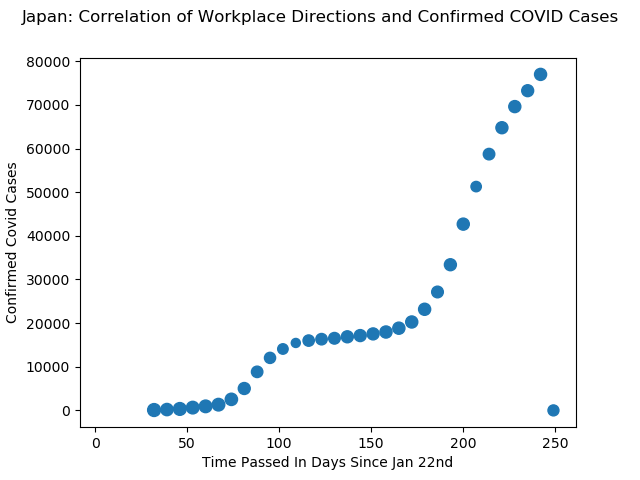 Japan: Correlation of Workplace Directions and Confirmed COVID Cases
80000
70000
60000
50000
40000
30000
20000
10000
0
Confirmed Covid Cases
0 50 100 150 200 250
Time Passed In Days Since Jan 22nd